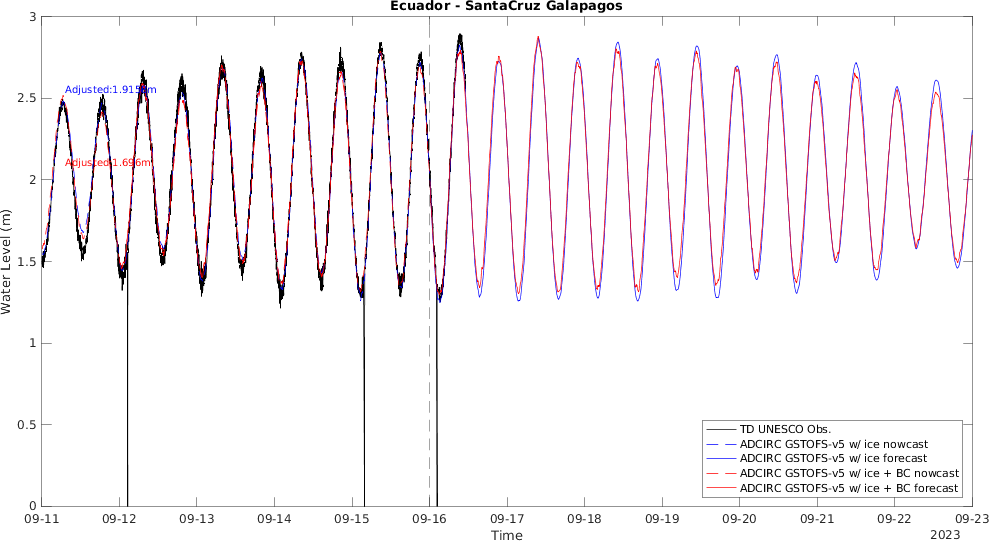 Ecuador - SantaCruz Galapagos
Water Level (m)
3
2.5
2
1.5
1
0.5
0
Adjusted:1.915
Adjusted:1.696m
TD UNESCO Obs.
ADCIRC GSTOFS-v5 w/ ice nowcast
ADCIRC GSTOFS-v5 w/ ice forecast
ADCIRC GSTOFS-v5 w/ ice + BC nowcast
ADCIRC GSTOFS-v5 w/ ice + BC forecast
09-11 09-12 09-13 09-14 09-15 09-16 09-17 09-18 09-19 09-20 09-21 09-22 09-23
Time
2023